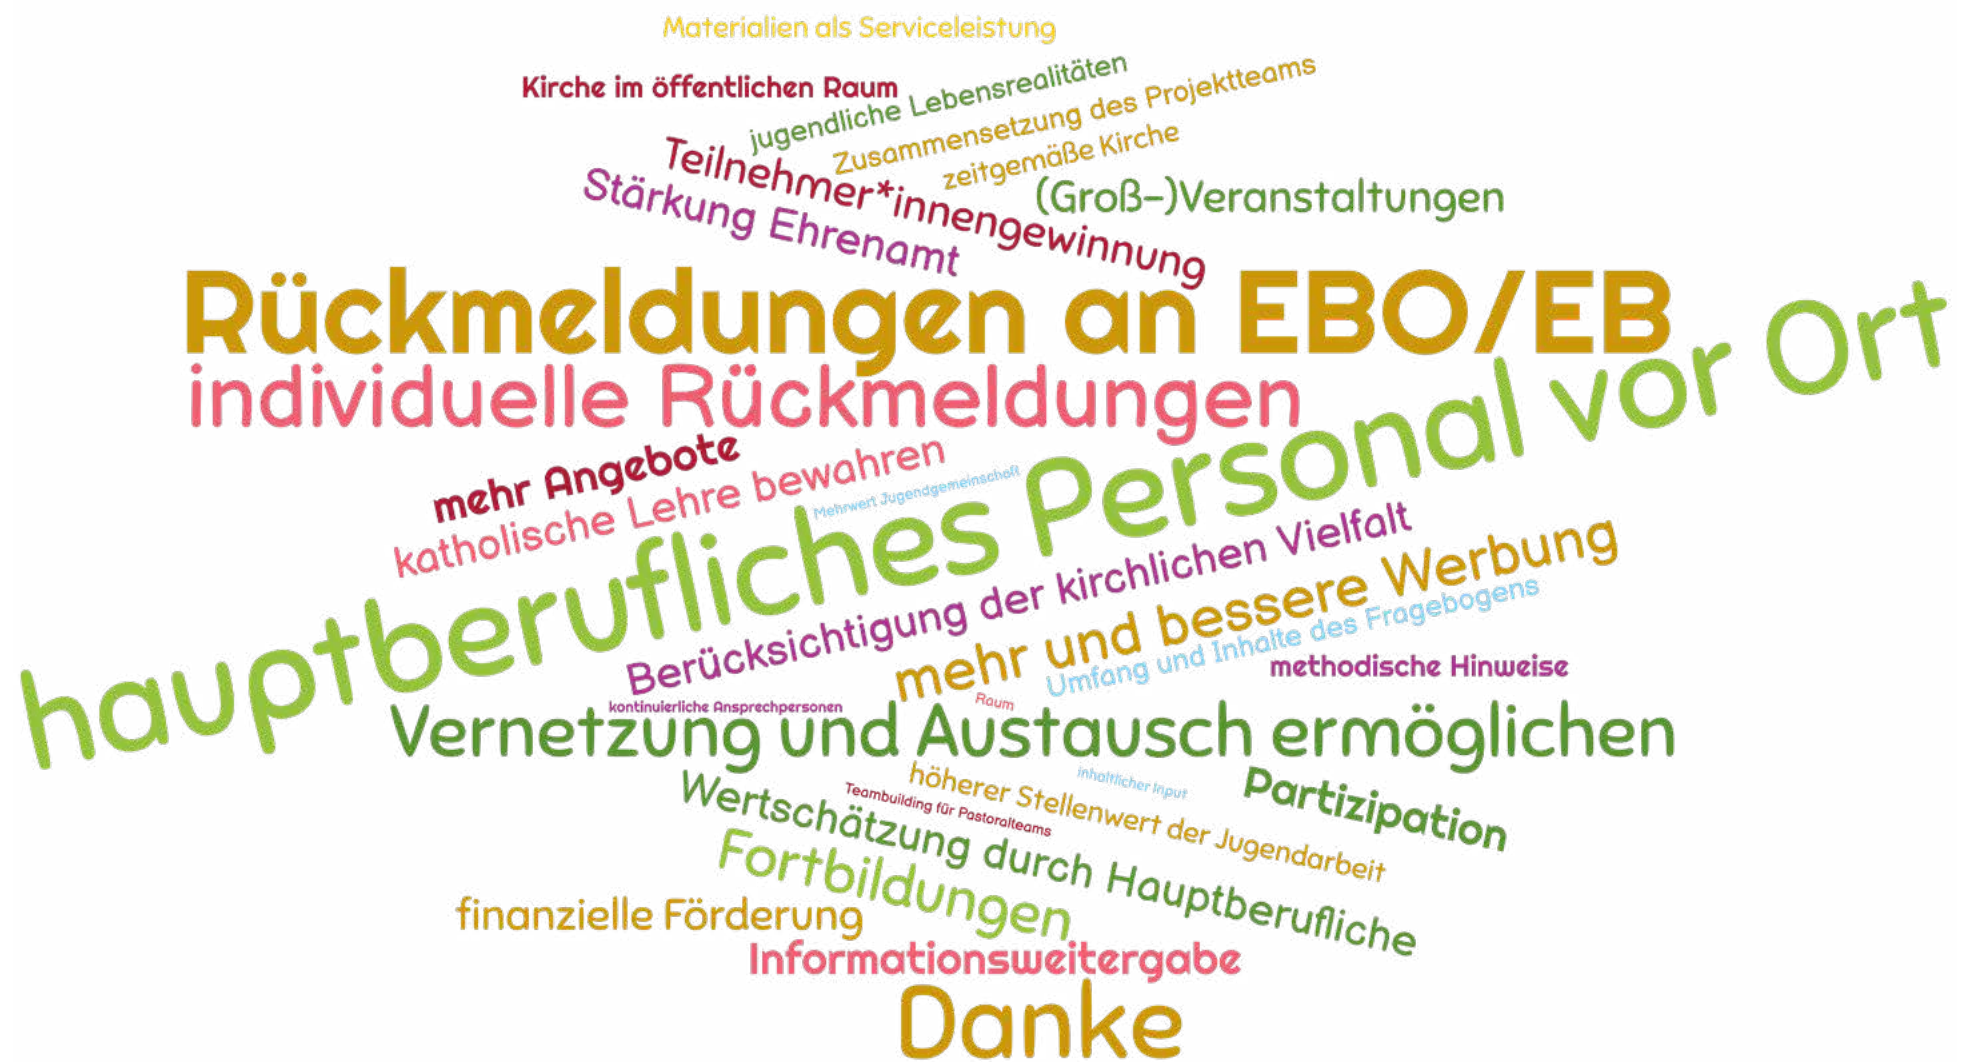 Materialien als Serviceleistung
Kirche im öffentlichen Raum
jugendliche Lebensrealitäten
Zusammensetzung des Projektteams
zeitgemäße Kirche
Teilnehmer*innengewinnung
Stärkung Ehrenamt
(Groß-)Veranstaltungen
Rückmeldungen an EBO/EB
individuelle Rückmeldungen
hauptberufliches Personal vor Ort
mehr Angebote
katholische Lehre bewahren
Mehrwert Jugendgemeinschaft
Berücksichtigung der kirchlichen Vielfalt
mehr und bessere Werbung
Umfang und Inhalte des Fragebogens
methodische Hinweise
kontinuierliche Ansprechpersonen
Raum
Vernetzung und Austausch ermöglichen
inhaltlicher Input
höherer Stellenwert der Jugendarbeit
Partizipation
Teambuilding für Pastoralteams
Wertschätzung durch Hauptberufliche
Fortbildungen
finanzielle Förderung
Informationsweitergabe
Danke